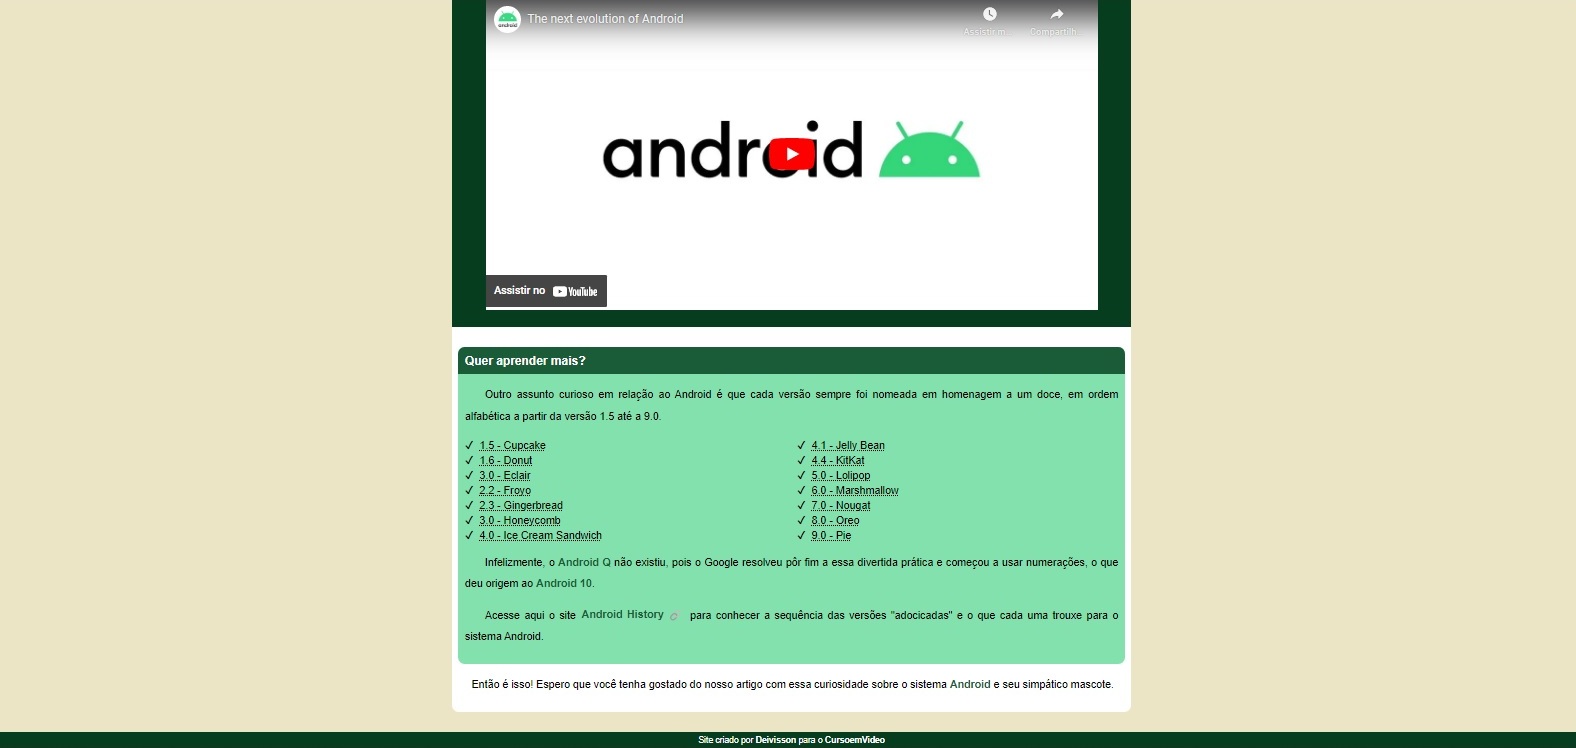 The next evolution of Android
Assistir m...
Compartilh...
android
android
Assistir no YouTube
Quer aprender mais?
Outro assunto curioso em relação ao Android é que cada versão sempre foi nomeada em homenagem a um doce, em ordem
alfabética a partir da versão 1.5 até a 9.0.
✓ 1.5 - Cupcake
✓ 1.6 - Donut
✓ 3.0 - Eclair
✓ 2.2 - Froyo
✓ 2.3 - Gingerbread
✓ 3.0 - Honeycomb
✓ 4.0 - Ice Cream Sandwich
✓ 4.1 - Jelly Bean
✓ 4.4 - KitKat
✓ 5.0 - Lolipop
✓ 6.0 - Marshmallow
✓ 7.0 - Nougat
✓ 8.0 - Oreo
✓ 9.0 - Pie
Infelizmente, o Android Q não existiu, pois o Google resolveu pôr fim a essa divertida prática e começou a usar numerações, o que
deu origem ao Android 10.
Acesse aqui o site Android History para conhecer a sequência das versões "adocicadas" e o que cada uma trouxe para o
sistema Android.
Então é isso! Espero que você tenha gostado do nosso artigo com essa curiosidade sobre o sistema Android e seu simpático mascote.
Site criado por Deivisson para o CursoemVideo